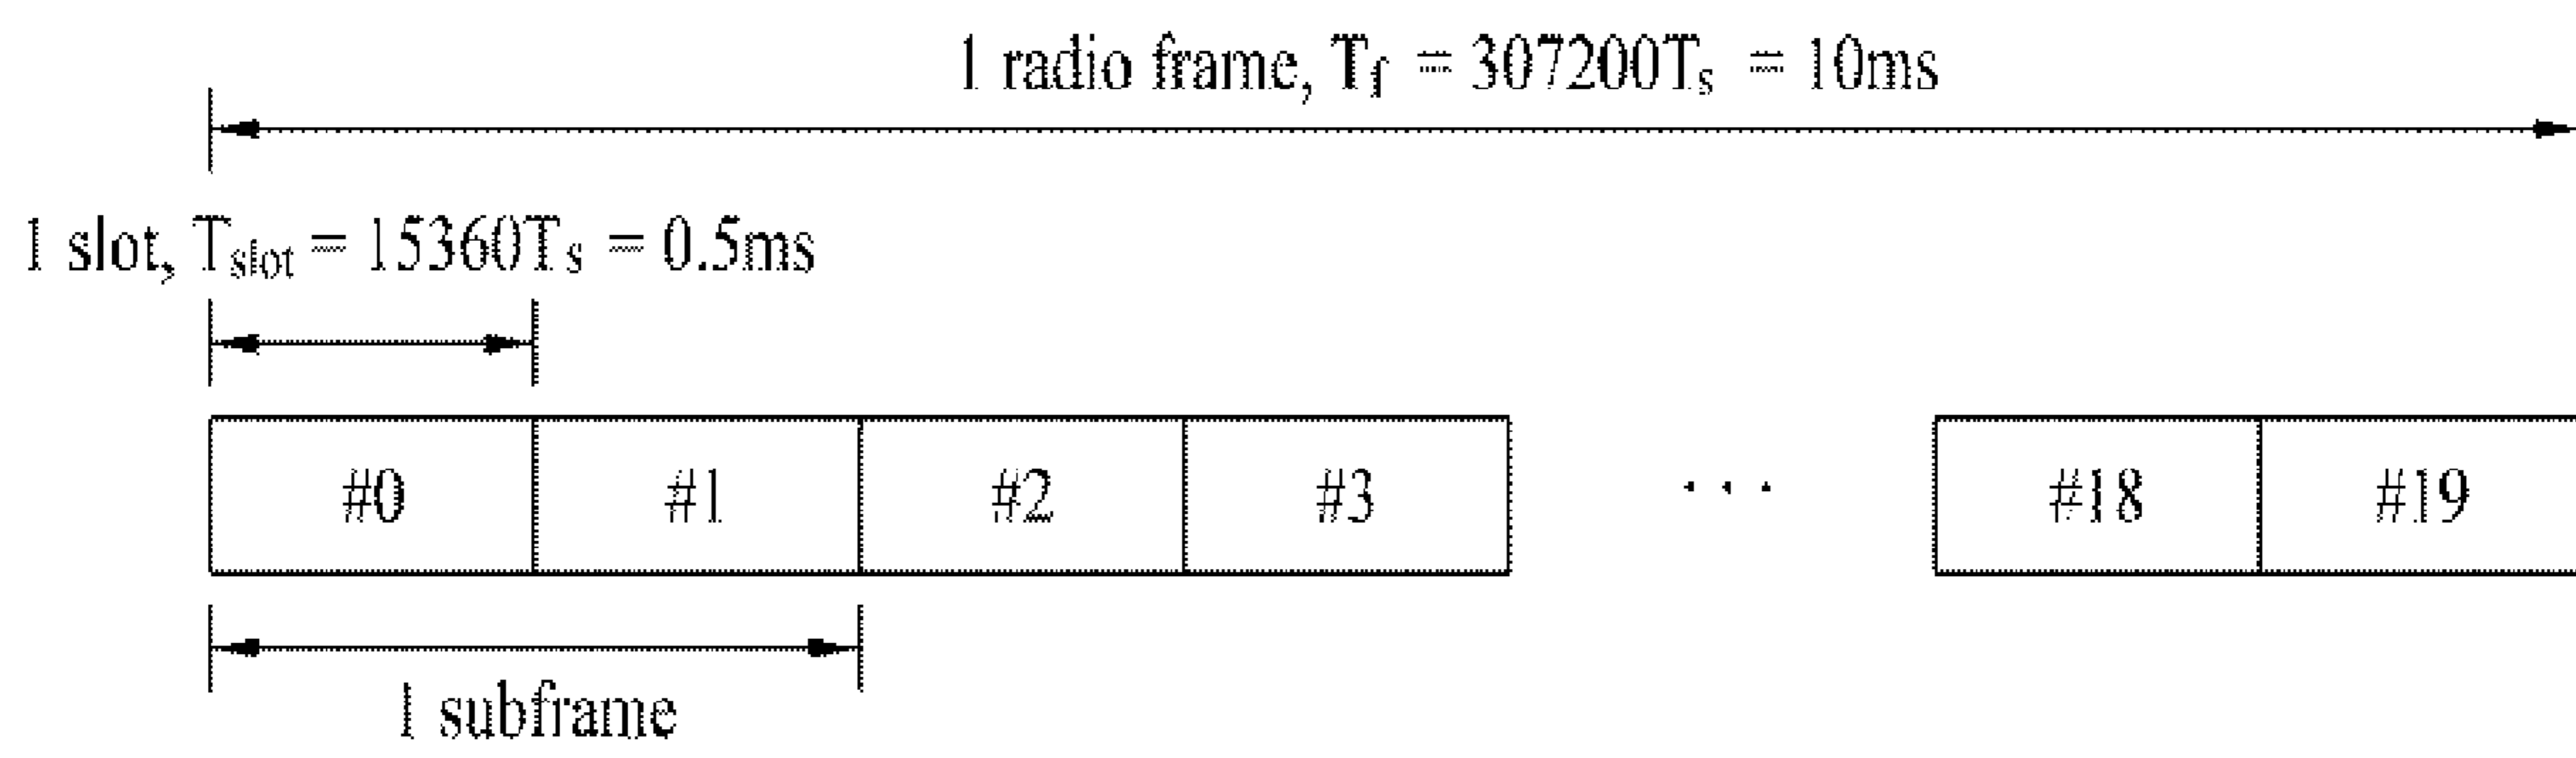 1 radio frame, Tf = 307200Ts = 10ms
1 slot, Tslot = 15360Ts = 0.5ms
#0 #1 #2 #3 ... #18 #19
1 subframe